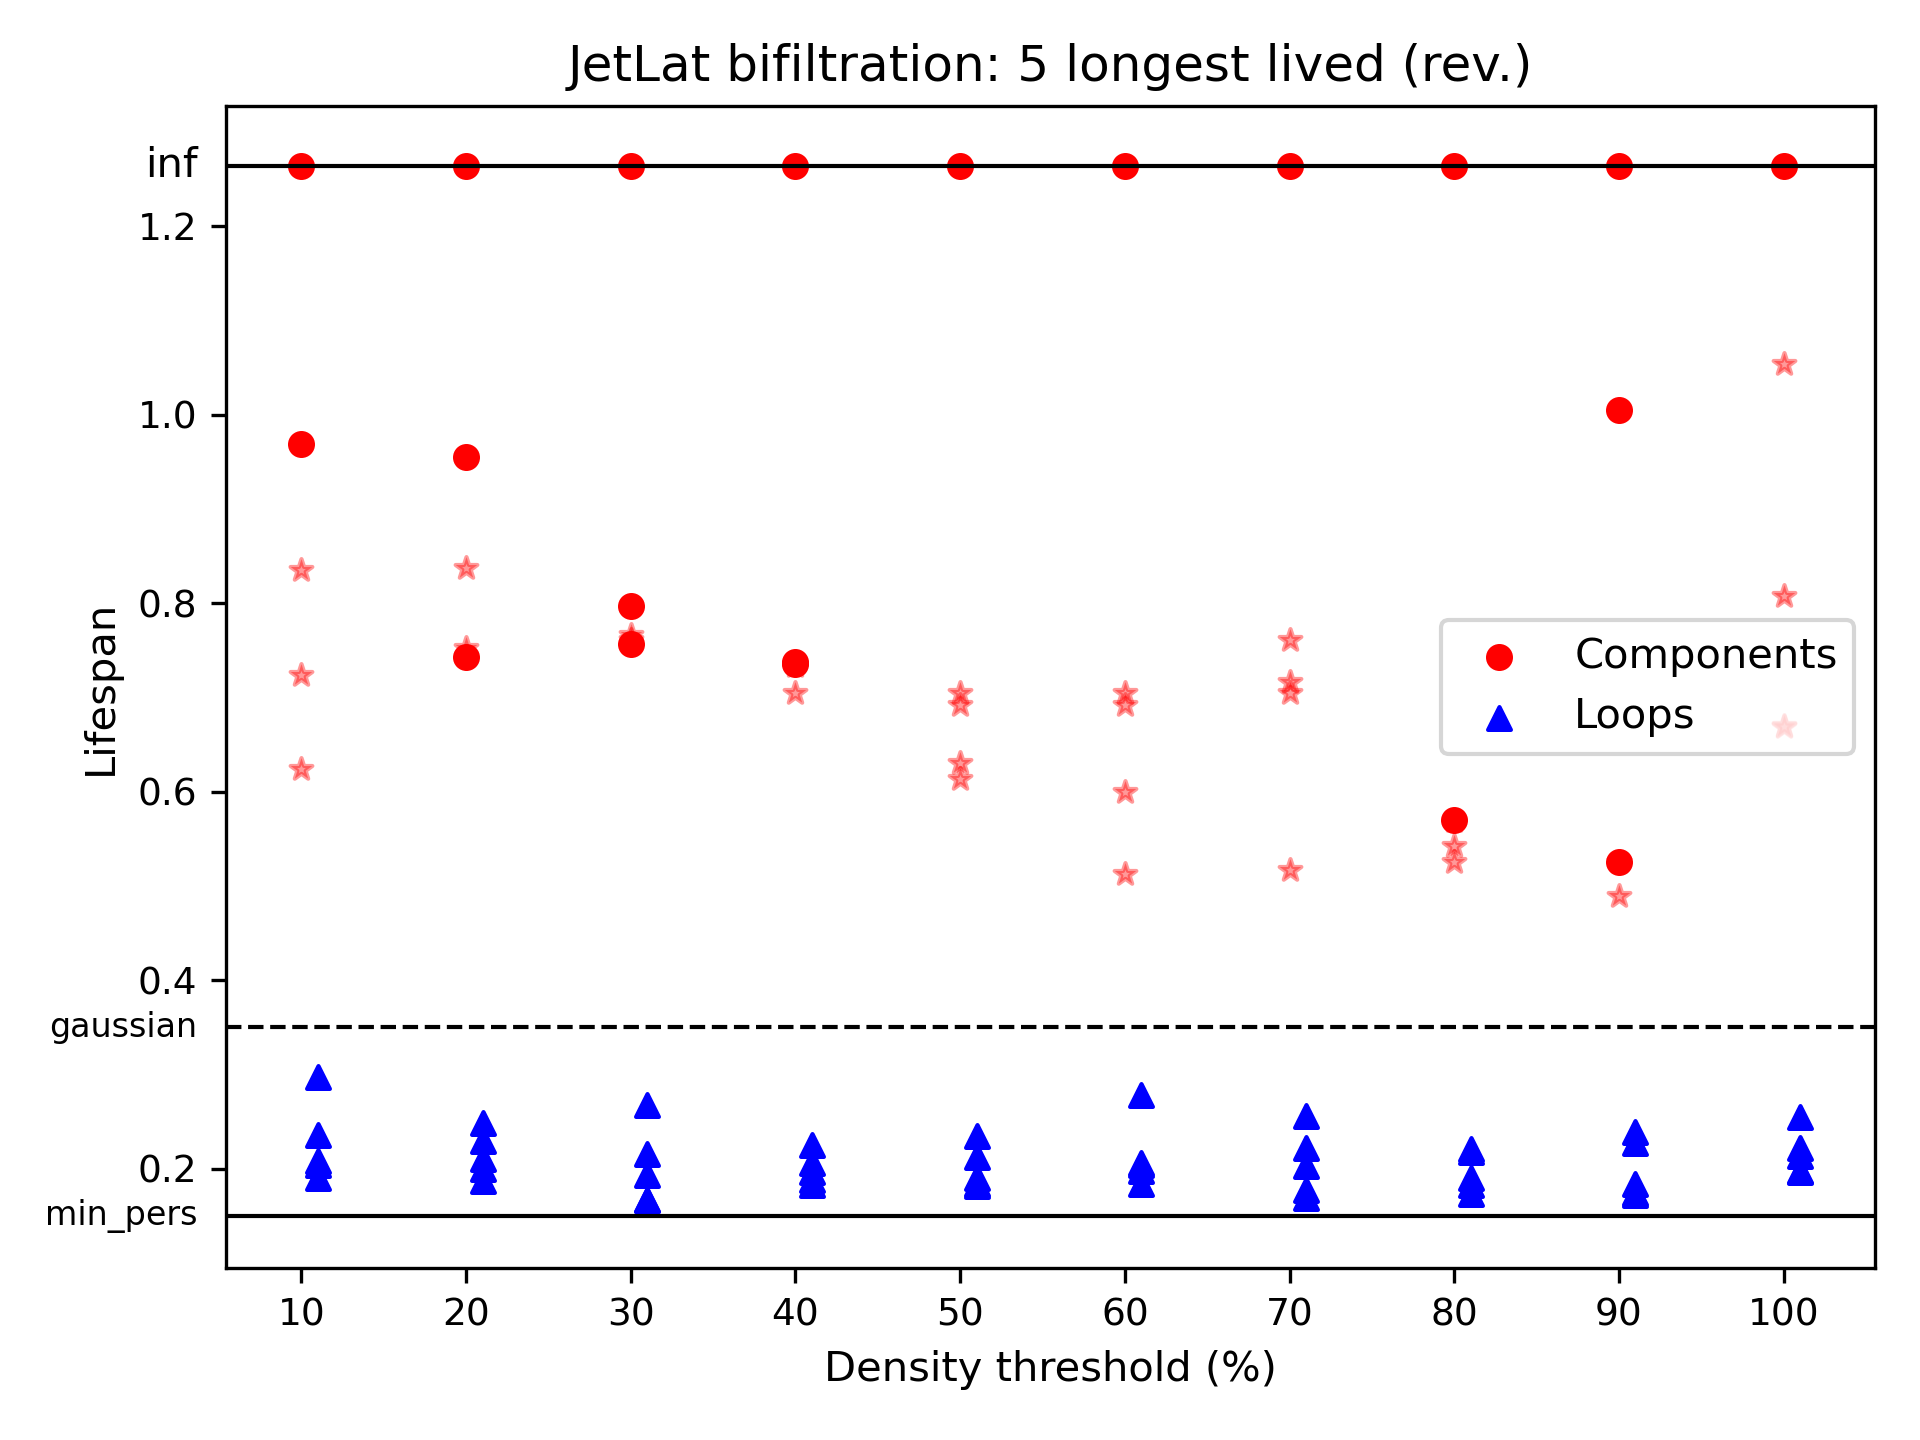 JetLat bifiltration: 5 longest lived (rev.)
inf
1.2
1.0
0.8
0.6
0.4
gaussian
0.2
min_pers
Lifespan
Components
Loops
10 20 30 40 50 60 70 80 90 100
Density threshold (%)